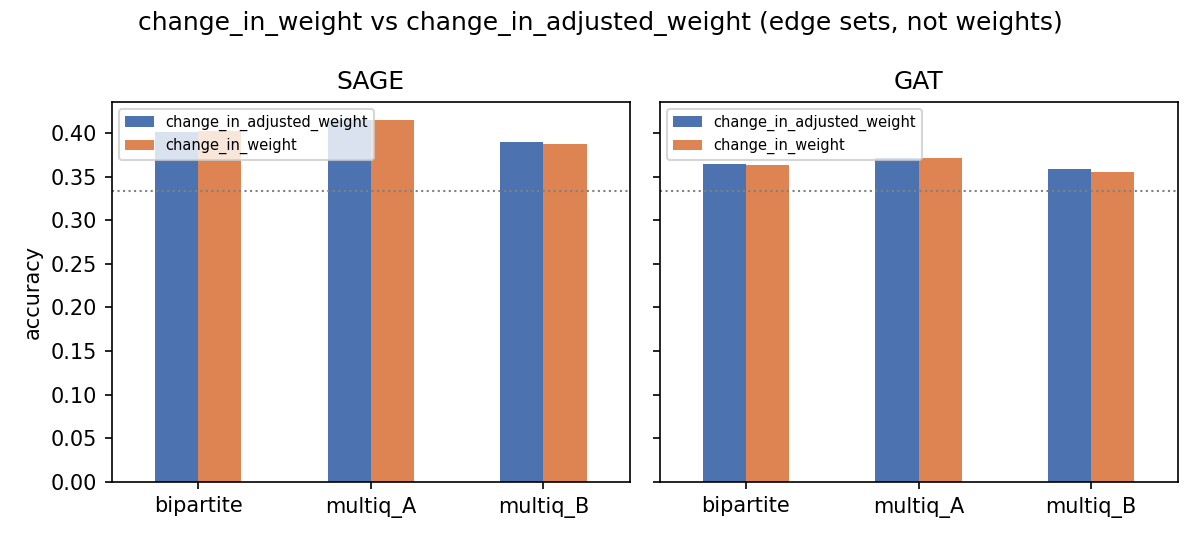 change_in_weight vs change_in_adjusted_weight (edge sets, not weights)
SAGE
change_in_adjusted_weight
change_in_weight
accuracy
0.40
0.35
0.30
0.25
0.20
0.15
0.10
0.05
0.00
bipartite
multiq_A
multiq_B
GAT
change_in_adjusted_weight
change_in_weight
bipartite
multiq_A
multiq_B